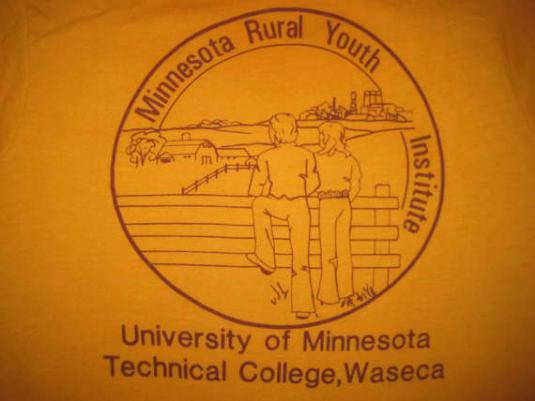 Minnesota Rural Youth Institute
University of Minnesota
Technical College, Waseca